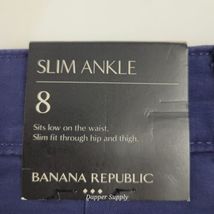 SLIM ANKLE
8
Sits low on the waist.
Slim fit through hip and thigh.
BANANA REPUBLIC
Dapper Supply